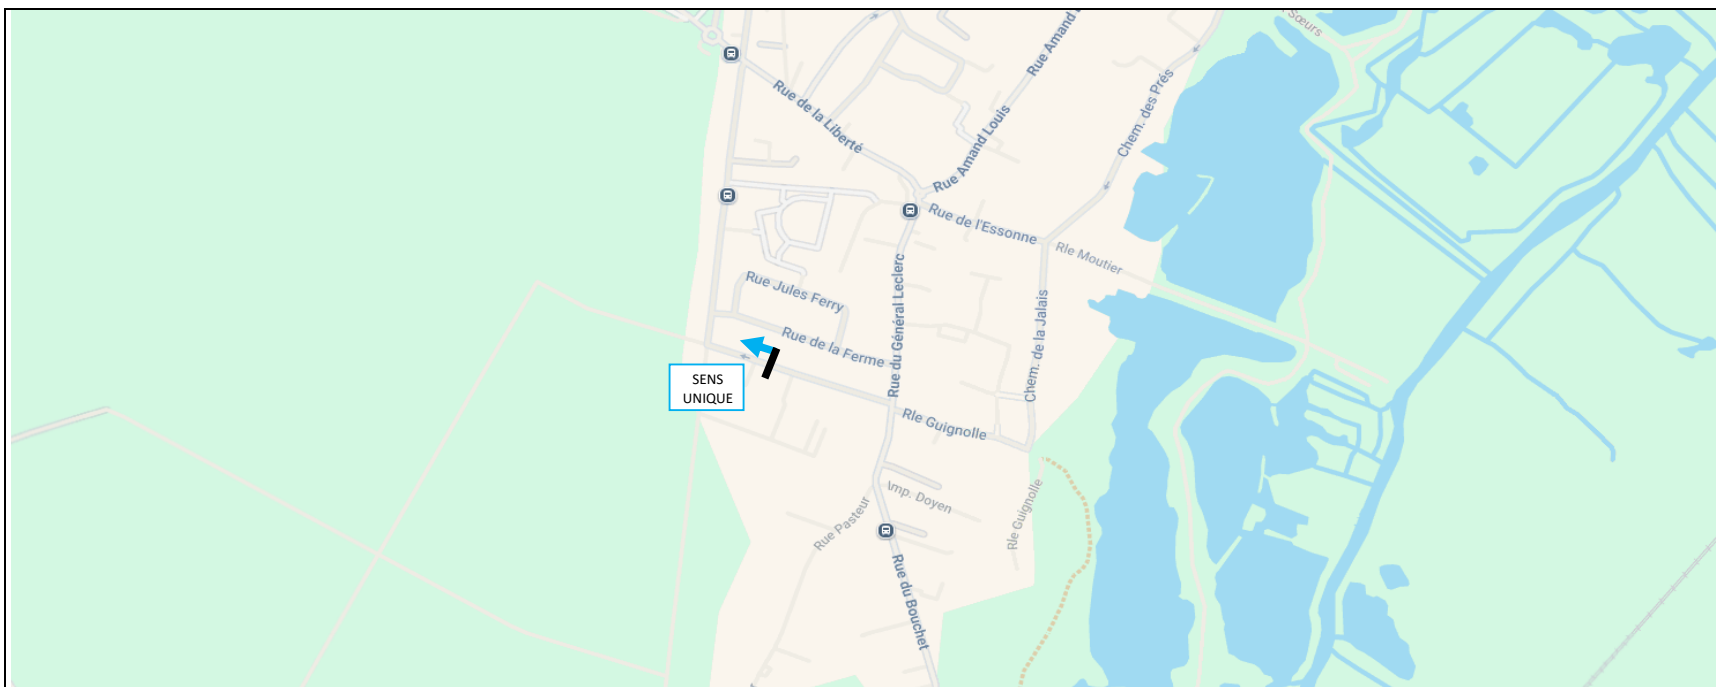 Sœurs
Rue Amand
Rue de la Liberté
Chem. des Prés
Rue Amand Louis
Rue de l'Essonne
Rle Moutier
Rue Jules Ferry
Rue du Général Leclerc
Chem. de la Jalais
Rue de la Ferme
SENS
UNIQUE
Rle Guignolle
Imp. Doyen
Rue Pasteur
Rle Guignolle
Rue du Bouchet